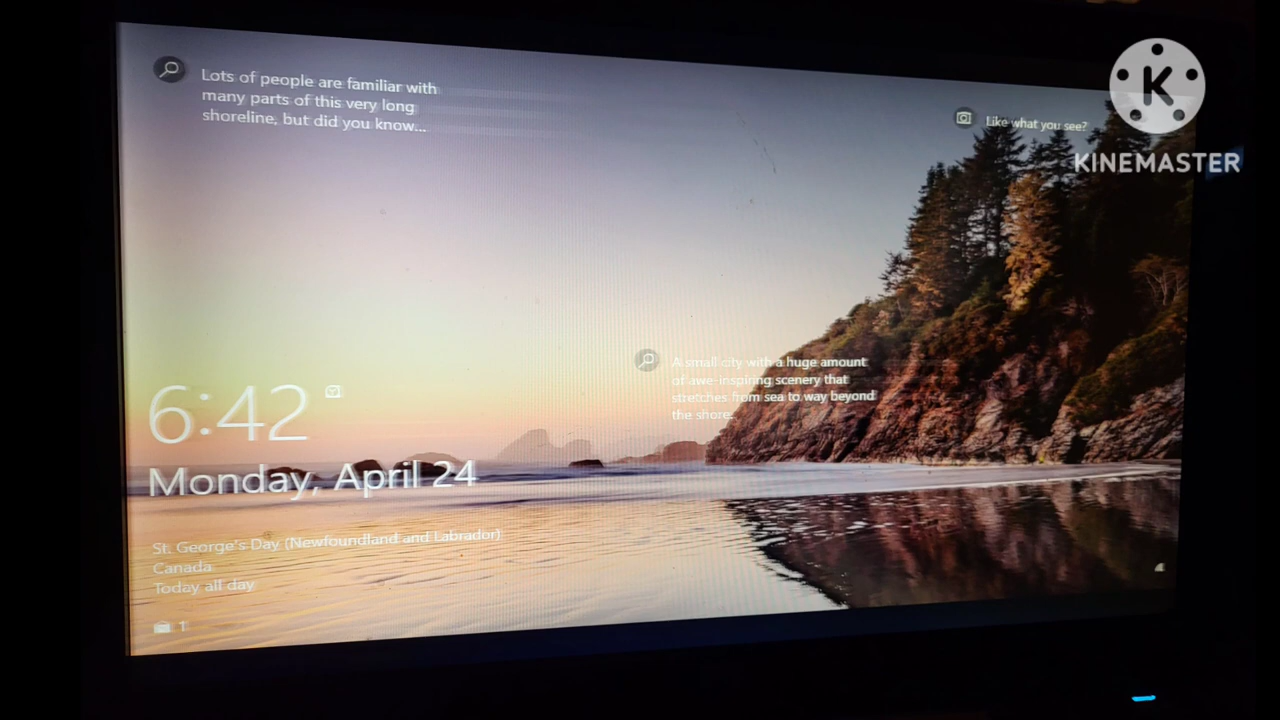 Lots of people are familiar with
many parts of this very long
shoreline, but did you know...
Like what you see?
K
KINEMASTER
A small city with a huge amount
of awe-inspiring scenery that
stretches from sea to way beyond
the shore.
6:42
Monday, April 24
St. George's Day (Newfoundland and Labrador)
Canada
Today all day
1